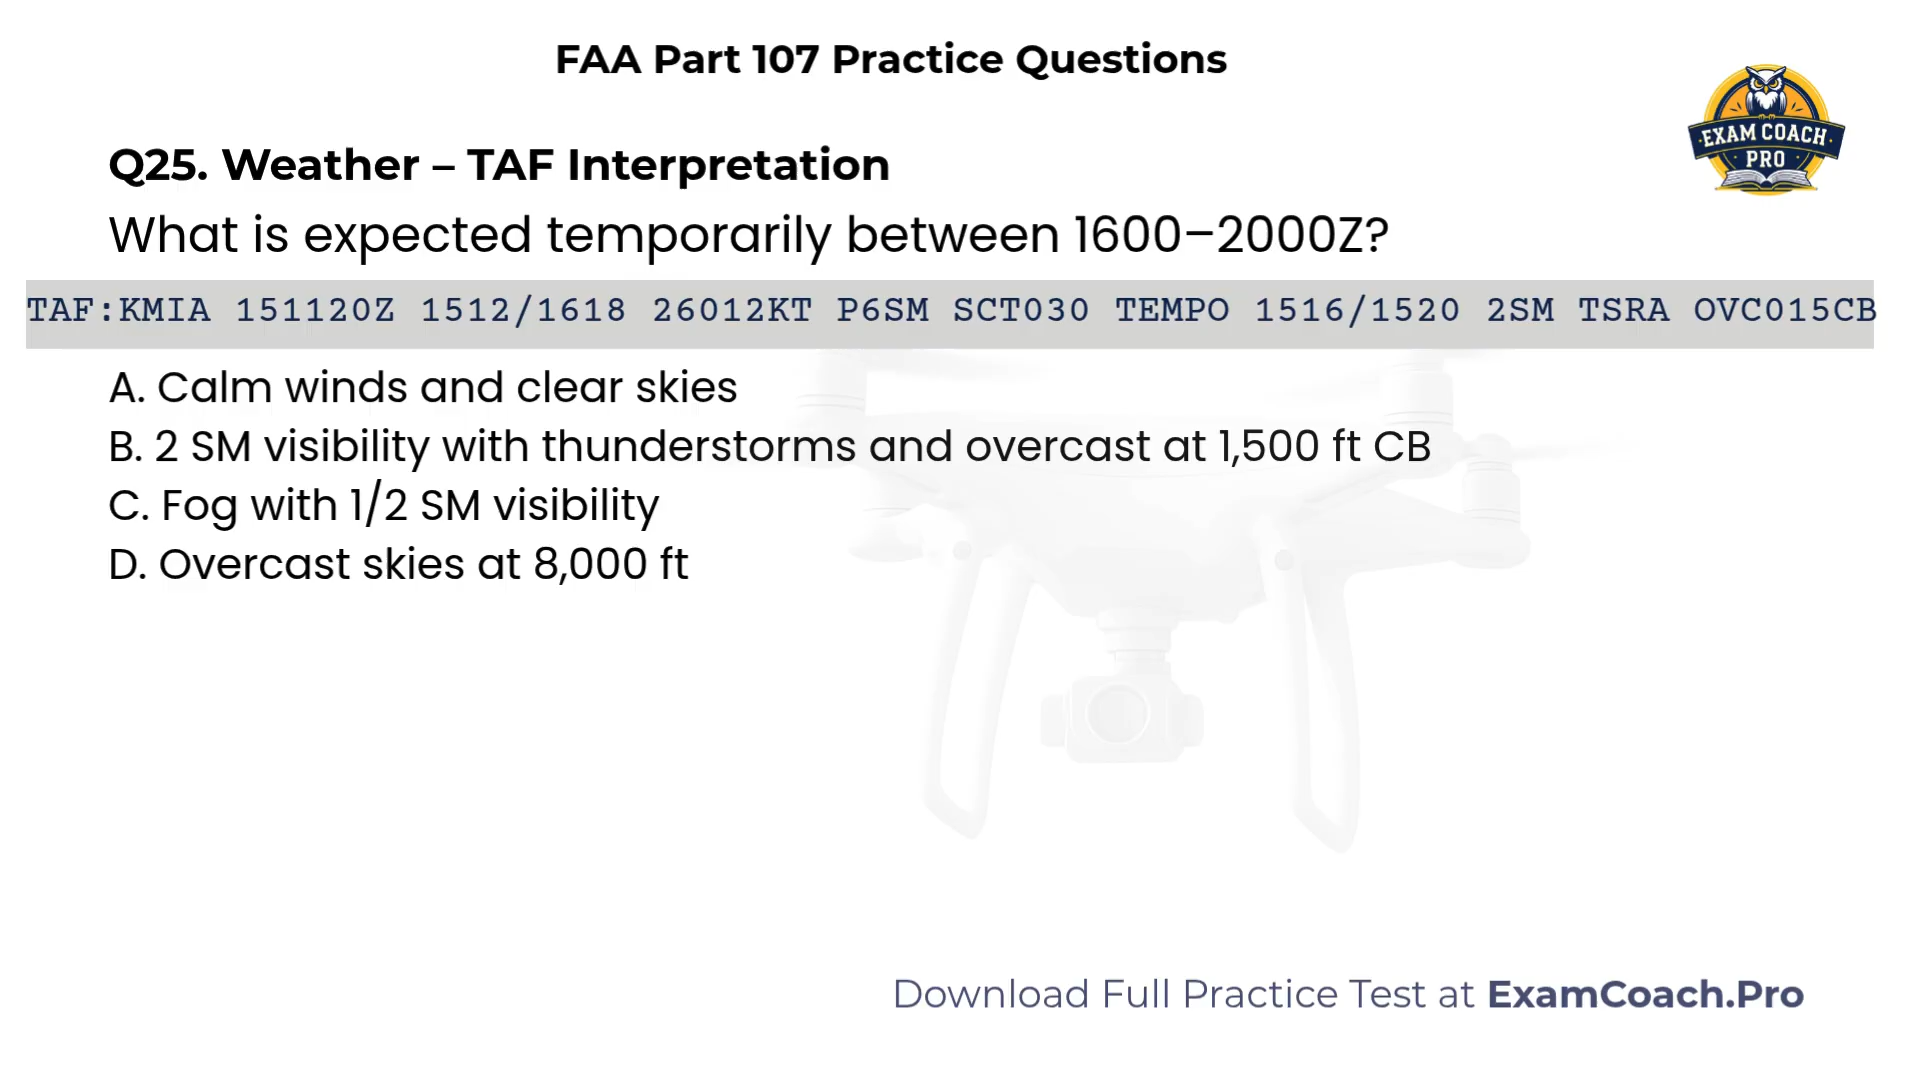 FAA Part 107 Practice Questions
EXAM COACH
PRO
Q25. Weather – TAF Interpretation
What is expected temporarily between 1600–2000Z?
TAF:KMIA 151120Z 1512/1618 26012KT P6SM SCT030 TEMPO 1516/1520 2SM TSRA OVC015CB
A. Calm winds and clear skies
B. 2 SM visibility with thunderstorms and overcast at 1,500 ft CB
C. Fog with 1/2 SM visibility
D. Overcast skies at 8,000 ft
Download Full Practice Test at ExamCoach.Pro